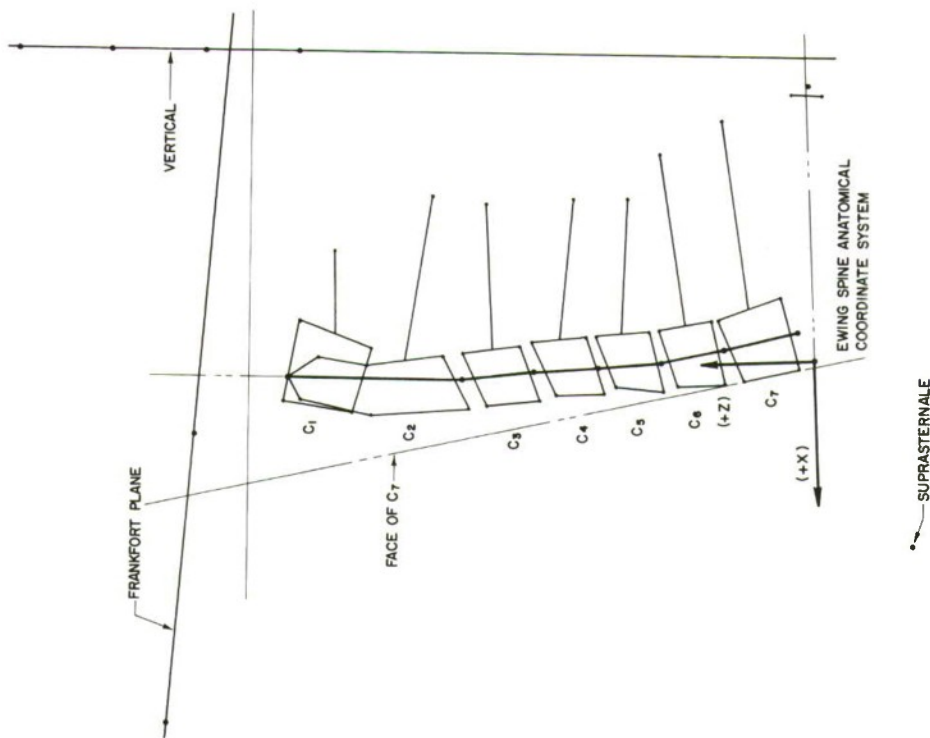 VERTICAL
FRANKFORT PLANE
C1
C2
C3
C4
C5
C6
(+Z)
C7
FACE OF C7
(+X)
EWING SPINE ANATOMICAL
COORDINATE SYSTEM
SUPRASTERNALE